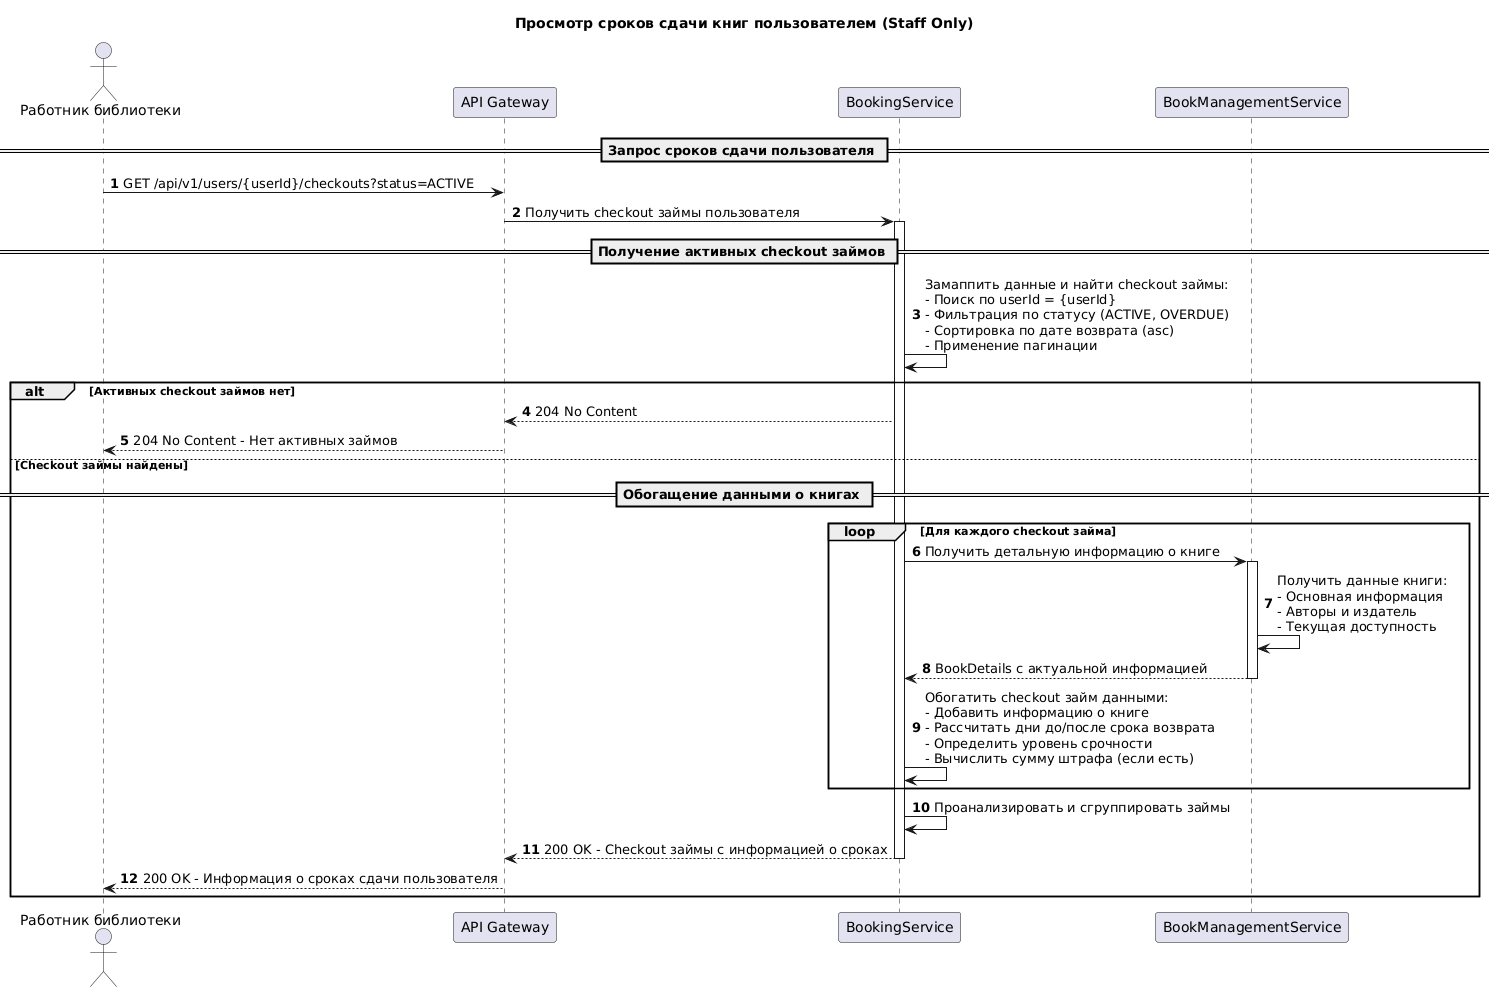 Просмотр сроков сдачи книг пользователем (Staff Only)
Работник библиотеки
API Gateway
BookingService
BookManagementService
Запрос сроков сдачи пользователя
1 GET /api/v1/users/{userId}/checkouts?status=ACTIVE
2 Получить checkout займы пользователя
Получение активных checkout займов
Замаппить данные и найти checkout займы:
- Поиск по userId = {userId}
3 - Фильтрация по статусу (ACTIVE, OVERDUE)
- Сортировка по дате возврата (asc)
- Применение пагинации
alt [Активных checkout займов нет]
4 204 No Content
5 204 No Content - Нет активных займов
[Checkout займы найдены]
Обогащение данными о книгах
loop [Для каждого checkout займа]
6 Получить детальную информацию о книге
Получить данные книги:
7 - Основная информация
- Авторы и издатель
- Текущая доступность
8 BookDetails с актуальной информацией
Обогатить checkout займ данными:
- Добавить информацию о книге
9 - Рассчитать дни до/после срока возврата
- Определить уровень срочности
- Вычислить сумму штрафа (если есть)
10 Проанализировать и сгруппировать займы
11 200 OK - Checkout займы с информацией о сроках
12 200 OK - Информация о сроках сдачи пользователя
Работник библиотеки
API Gateway
BookingService
BookManagementService